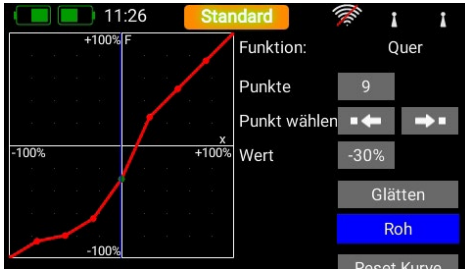 11:26 Standard
+100% F
Funktion: Quer
Punkte 9
Punkt wählen
x
-100% +100% Wert -30%
Glätten
Roh
-100%
Reset Kurve